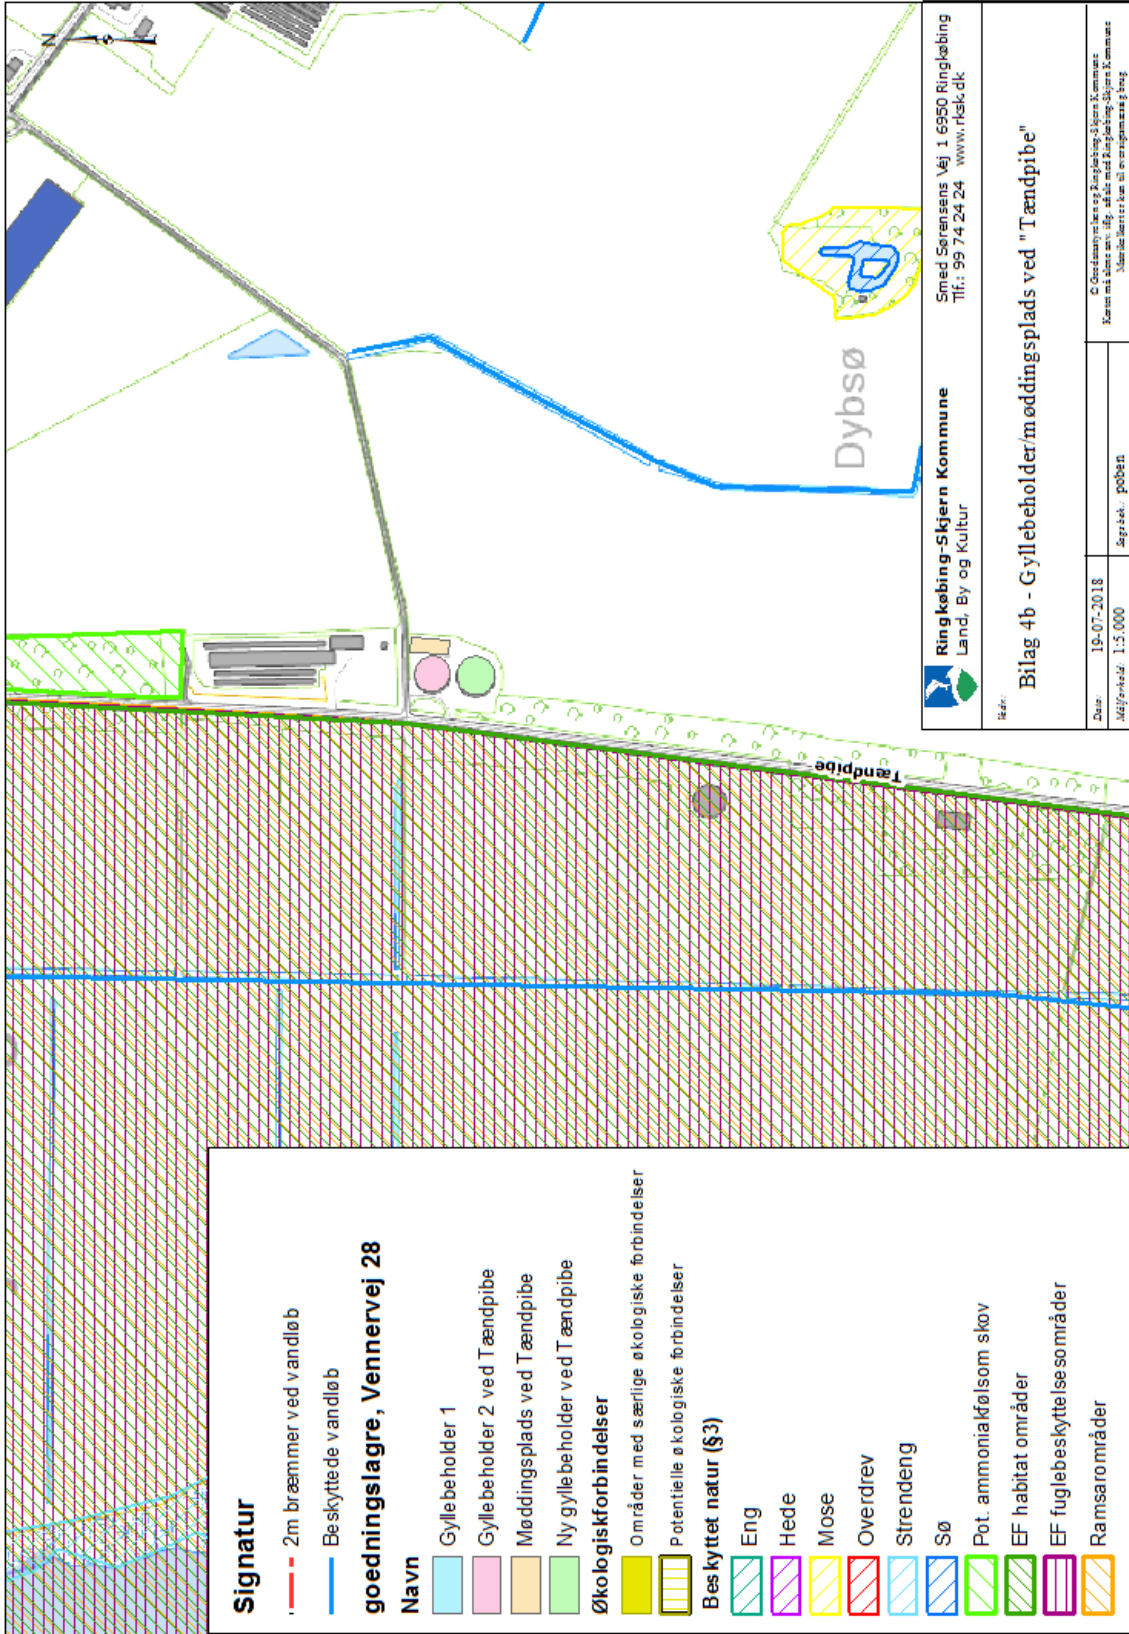 N
Signatur
2m bræmmer ved vandløb
Beskyttede vandløb
goedningslagre, Vennervej 28
Navn
Gyllebeholder 1
Gyllebeholder 2 ved Tændpibe
Møddingsplads ved Tændpibe
Ny gyllebeholder ved Tændpibe
Økologiskforbindelser
Områder med særlige økologiske forbindelser
Potentielle økologiske forbindelser
Beskyttet natur (§3)
Eng
Hede
Mose
Overdrev
Strendeng
Sø
Pot. ammoniakfølsom skov
EF habitat områder
EF fuglebeskyttelsesområder
Ramsarområder
Tændpibe
Dybsø
Ringkøbing-Skjern Kommune
Land, By og Kultur
Smed Sørensens Vej 1 6950 Ringkøbing
Tlf.: 99 74 24 24 www.rksk.dk
Bilag 4b - Gyllebeholder/møddingsplads ved "Tændpibe"
Dato: 19-07-2018
Målforhold: 1:5.000
Sagsbeh.: poben